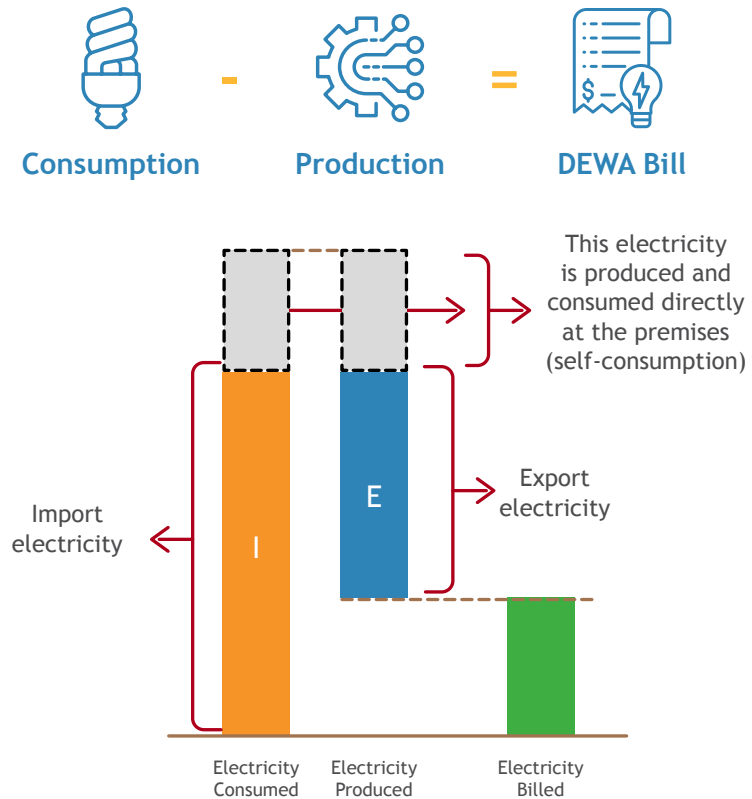 -
=
$
Consumption
Production
DEWA Bill
This electricity
is produced and
consumed directly
at the premises
(self-consumption)
Import
electricity
I
E
Export
electricity
Electricity
Consumed
Electricity
Produced
Electricity
Billed